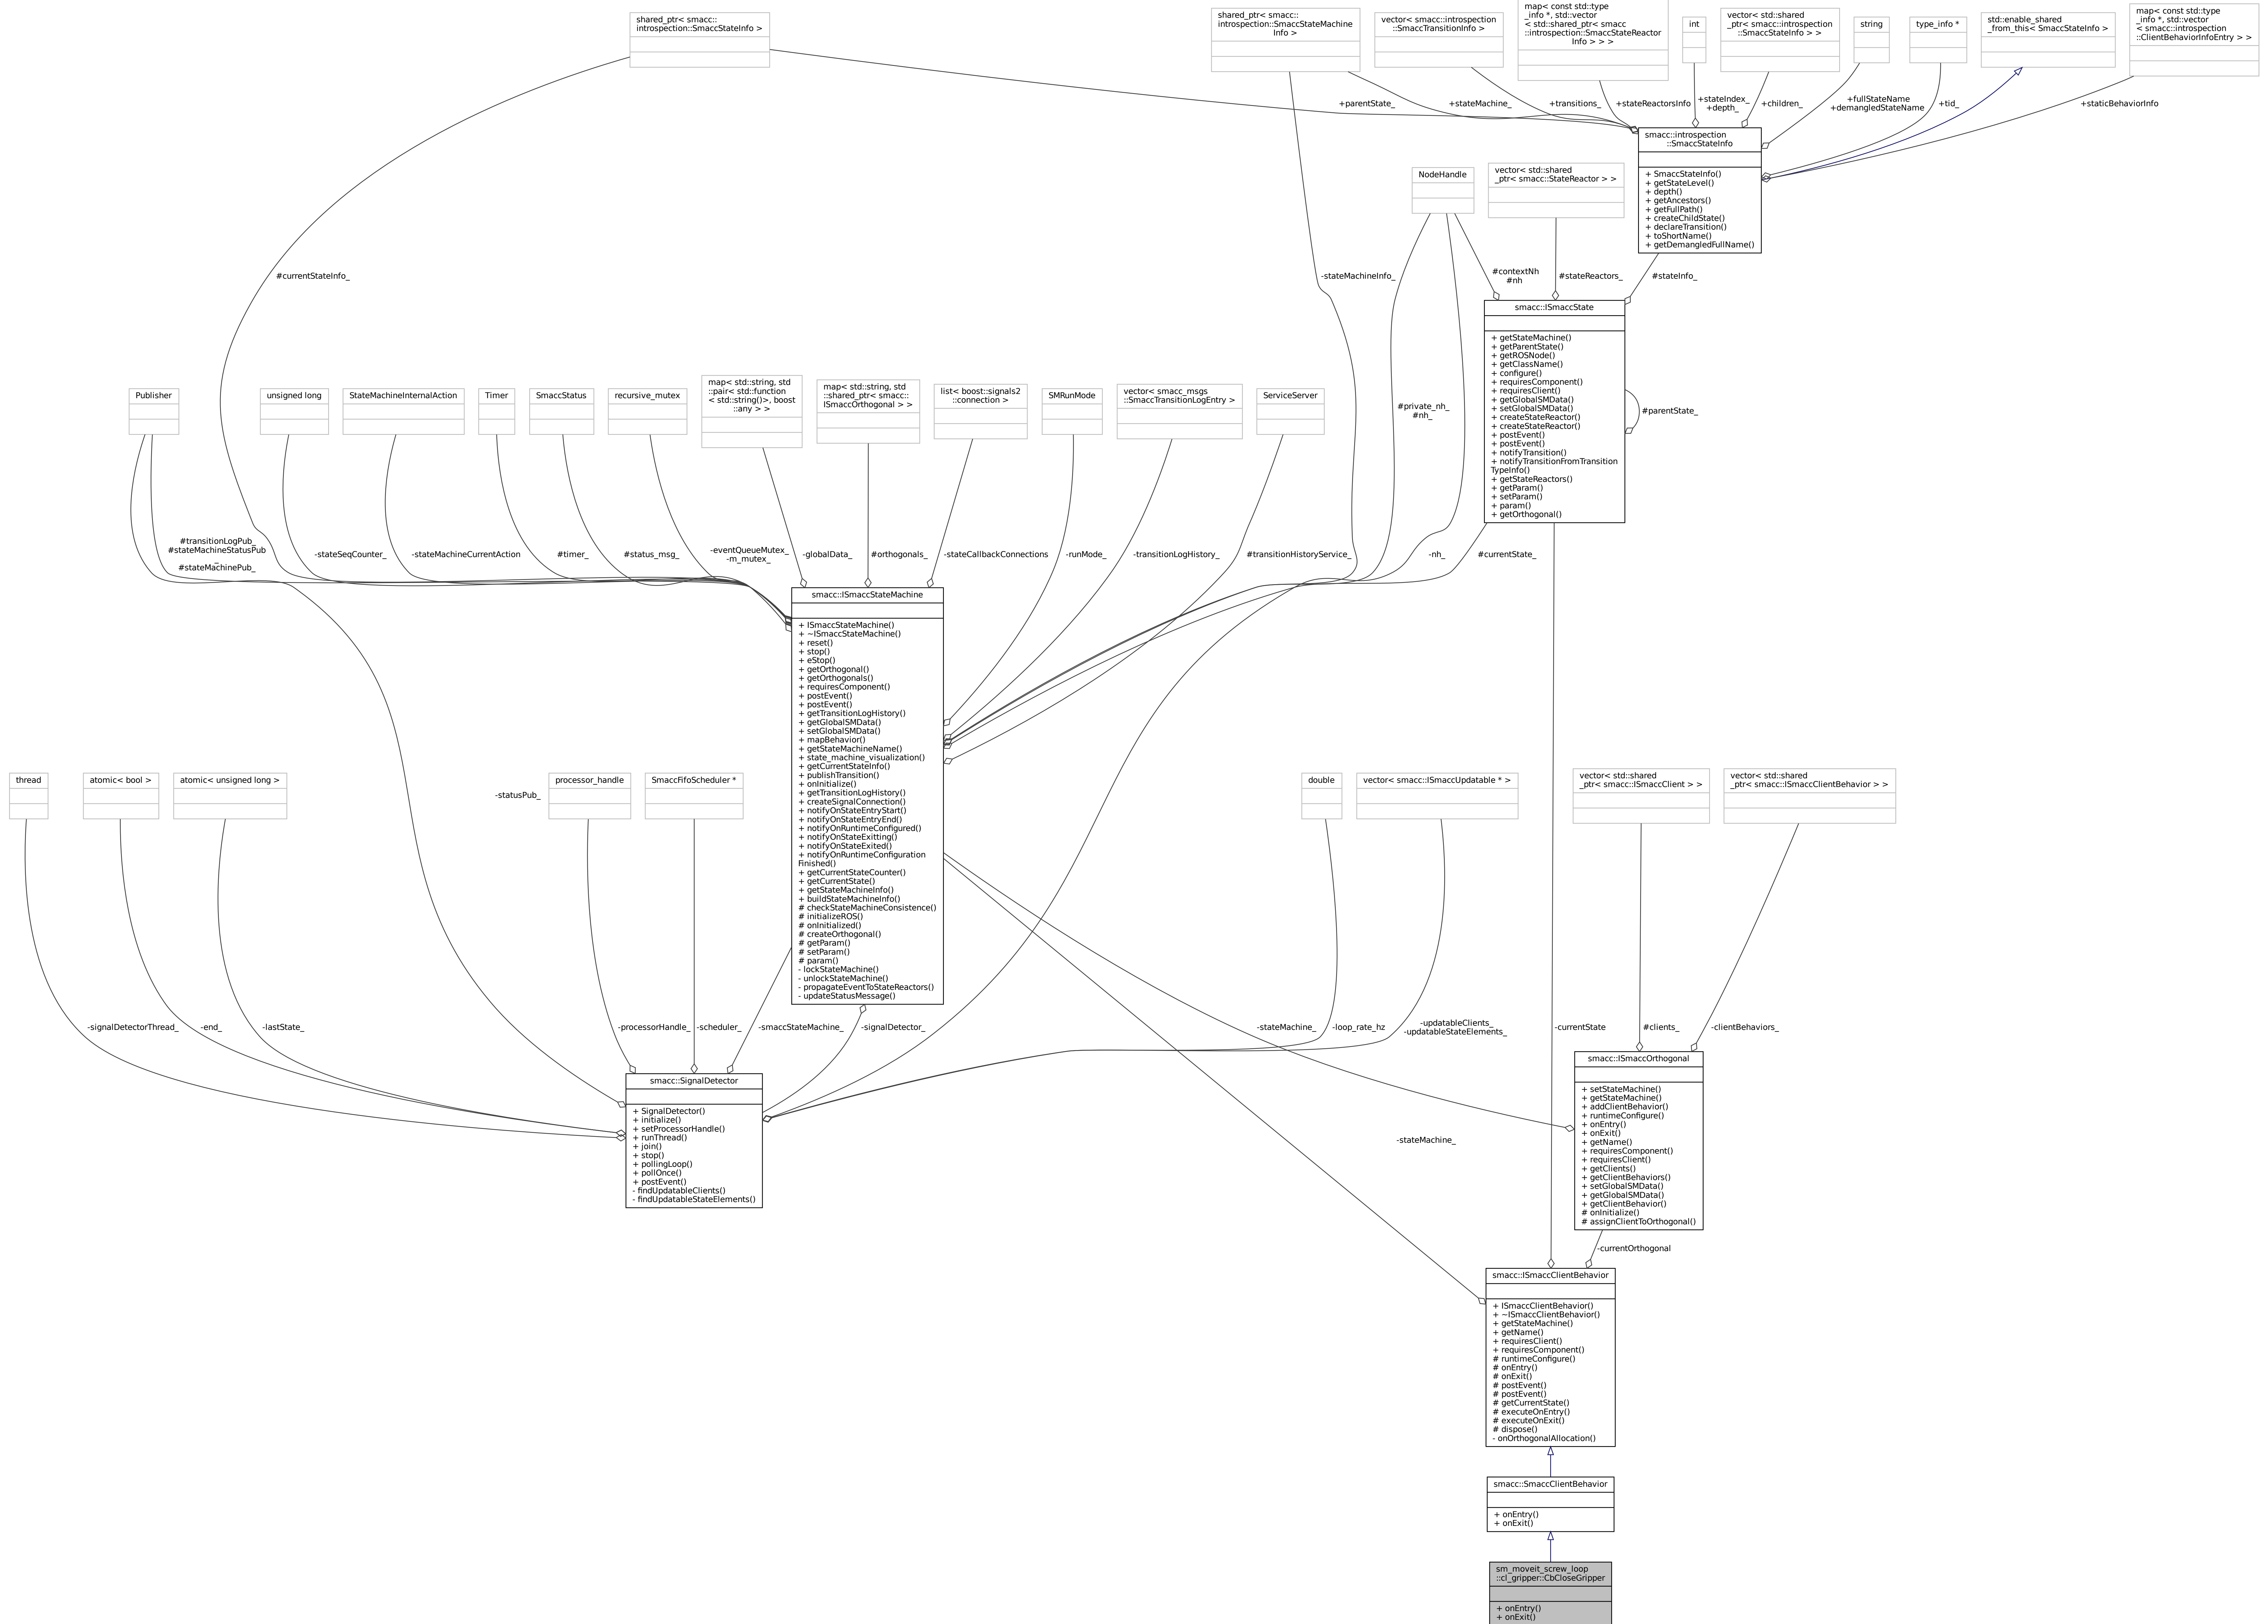 shared_ptr< smacc::
introspection::SmaccStateInfo >
shared_ptr< smacc::
introspection::SmaccStateMachine
Info >
vector< smacc::introspection
::SmaccTransitionInfo >
map< const std::type
_info *, std::vector
< std::shared_ptr< smacc
::introspection::SmaccStateReactor
Info > > >
int
vector< std::shared
_ptr< smacc::introspection
::SmaccStateInfo > >
string
type_info *
std::enable_shared
_from_this< SmaccStateInfo >
map< const std::type
_info *, std::vector
< smacc::introspection
::ClientBehaviorInfoEntry > >
+parentState_
+stateMachine_
+transitions_
+stateReactorsInfo
+stateIndex_
+depth_
+children_
+fullStateName
+demangledStateName
+tid_
+staticBehaviorInfo
smacc::introspection
::SmaccStateInfo
+ SmaccStateInfo()
+ getStateLevel()
+ depth()
+ getAncestors()
+ getFullPath()
+ createChildState()
+ declareTransition()
+ toShortName()
+ getDemangledFullName()
NodeHandle
vector< std::shared
_ptr< smacc::StateReactor > >
#currentStateInfo_
-stateMachineInfo_
#contextNh
#nh
#stateReactors_
#stateInfo_
smacc::ISmaccState
+ getStateMachine()
+ getParentState()
+ getROSNode()
+ getClassName()
+ configure()
+ requiresComponent()
+ requiresClient()
+ getGlobalSMData()
+ setGlobalSMData()
+ createStateReactor()
+ createStateReactor()
+ postEvent()
+ postEvent()
+ notifyTransition()
+ notifyTransitionFromTransition
TypeInfo()
+ getStateReactors()
+ getParam()
+ setParam()
+ param()
+ getOrthogonal()
#parentState_
Publisher
unsigned long
StateMachineInternalAction
Timer
SmaccStatus
recursive_mutex
map< std::string, std
::pair< std::function
< std::string()>, boost
::any > >
map< std::string, std
::shared_ptr< smacc::
ISmaccOrthogonal > >
list< boost::signals2
::connection >
SMRunMode
vector< smacc_msgs
::SmaccTransitionLogEntry >
ServiceServer
#private_nh_
#nh_
#transitionLogPub_
#stateMachineStatusPub
_
#stateMachinePub_
-stateSeqCounter_
-stateMachineCurrentAction
#timer_
#status_msg_
-eventQueueMutex_
-m_mutex_
-globalData_
#orthogonals_
-stateCallbackConnections
-runMode_
-transitionLogHistory_
#transitionHistoryService_
-nh_
#currentState_
smacc::ISmaccStateMachine
+ ISmaccStateMachine()
+ ~ISmaccStateMachine()
+ reset()
+ stop()
+ eStop()
+ getOrthogonal()
+ getOrthogonals()
+ requiresComponent()
+ postEvent()
+ postEvent()
+ getTransitionLogHistory()
+ getGlobalSMData()
+ setGlobalSMData()
+ mapBehavior()
+ getStateMachineName()
+ state_machine_visualization()
+ getCurrentStateInfo()
+ publishTransition()
+ onInitialize()
+ getTransitionLogHistory()
+ createSignalConnection()
+ notifyOnStateEntryStart()
+ notifyOnStateEntryEnd()
+ notifyOnRuntimeConfigured()
+ notifyOnStateExitting()
+ notifyOnStateExited()
+ notifyOnRuntimeConfiguration
Finished()
+ getCurrentStateCounter()
+ getCurrentState()
+ getStateMachineInfo()
+ buildStateMachineInfo()
# checkStateMachineConsistence()
# initializeROS()
# onInitialized()
# createOrthogonal()
# getParam()
# setParam()
# param()
- lockStateMachine()
- unlockStateMachine()
- propagateEventToStateReactors()
- updateStatusMessage()
thread
atomic< bool >
atomic< unsigned long >
-statusPub_
processor_handle
SmaccFifoScheduler *
double
vector< smacc::ISmaccUpdatable * >
vector< std::shared
_ptr< smacc::ISmaccClient > >
vector< std::shared
_ptr< smacc::ISmaccClientBehavior > >
-signalDetectorThread_
-end_
-lastState_
-processorHandle_
-scheduler_
-smaccStateMachine_
-signalDetector_
-stateMachine_
-loop_rate_hz
-updatableClients_
-updatableStateElements_
-currentState
#clients_
-clientBehaviors_
smacc::SignalDetector
+ SignalDetector()
+ initialize()
+ setProcessorHandle()
+ runThread()
+ join()
+ stop()
+ pollingLoop()
+ pollOnce()
+ postEvent()
- findUpdatableClients()
- findUpdatableStateElements()
smacc::ISmaccOrthogonal
+ setStateMachine()
+ getStateMachine()
+ addClientBehavior()
+ runtimeConfigure()
+ onEntry()
+ onExit()
+ getName()
+ requiresComponent()
+ requiresClient()
+ getClients()
+ getClientBehaviors()
+ setGlobalSMData()
+ getGlobalSMData()
+ getClientBehavior()
# onInitialize()
# assignClientToOrthogonal()
-stateMachine_
-currentOrthogonal
smacc::ISmaccClientBehavior
+ ISmaccClientBehavior()
+ ~ISmaccClientBehavior()
+ getStateMachine()
+ getName()
+ requiresClient()
+ requiresComponent()
# runtimeConfigure()
# onEntry()
# onExit()
# postEvent()
# postEvent()
# getCurrentState()
# executeOnEntry()
# executeOnExit()
# dispose()
- onOrthogonalAllocation()
smacc::SmaccClientBehavior
+ onEntry()
+ onExit()
sm_moveit_screw_loop
::cl_gripper::CbCloseGripper
+ onEntry()
+ onExit()